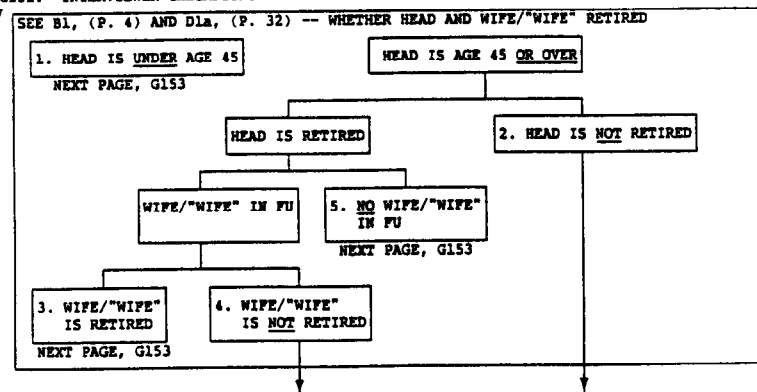 SEE B1, (P. 4) AND D1a, (P. 32) -- WHETHER HEAD AND WIFE/"WIFE" RETIRED
1. HEAD IS UNDER AGE 45
NEXT PAGE, G153
HEAD IS AGE 45 OR OVER
HEAD IS RETIRED
2. HEAD IS NOT RETIRED
WIFE/"WIFE" IN FU
5. NO WIFE/"WIFE"
IN FU
NEXT PAGE, G153
3. WIFE/"WIFE"
IS RETIRED
NEXT PAGE, G153
4. WIFE/"WIFE"
IS NOT RETIRED